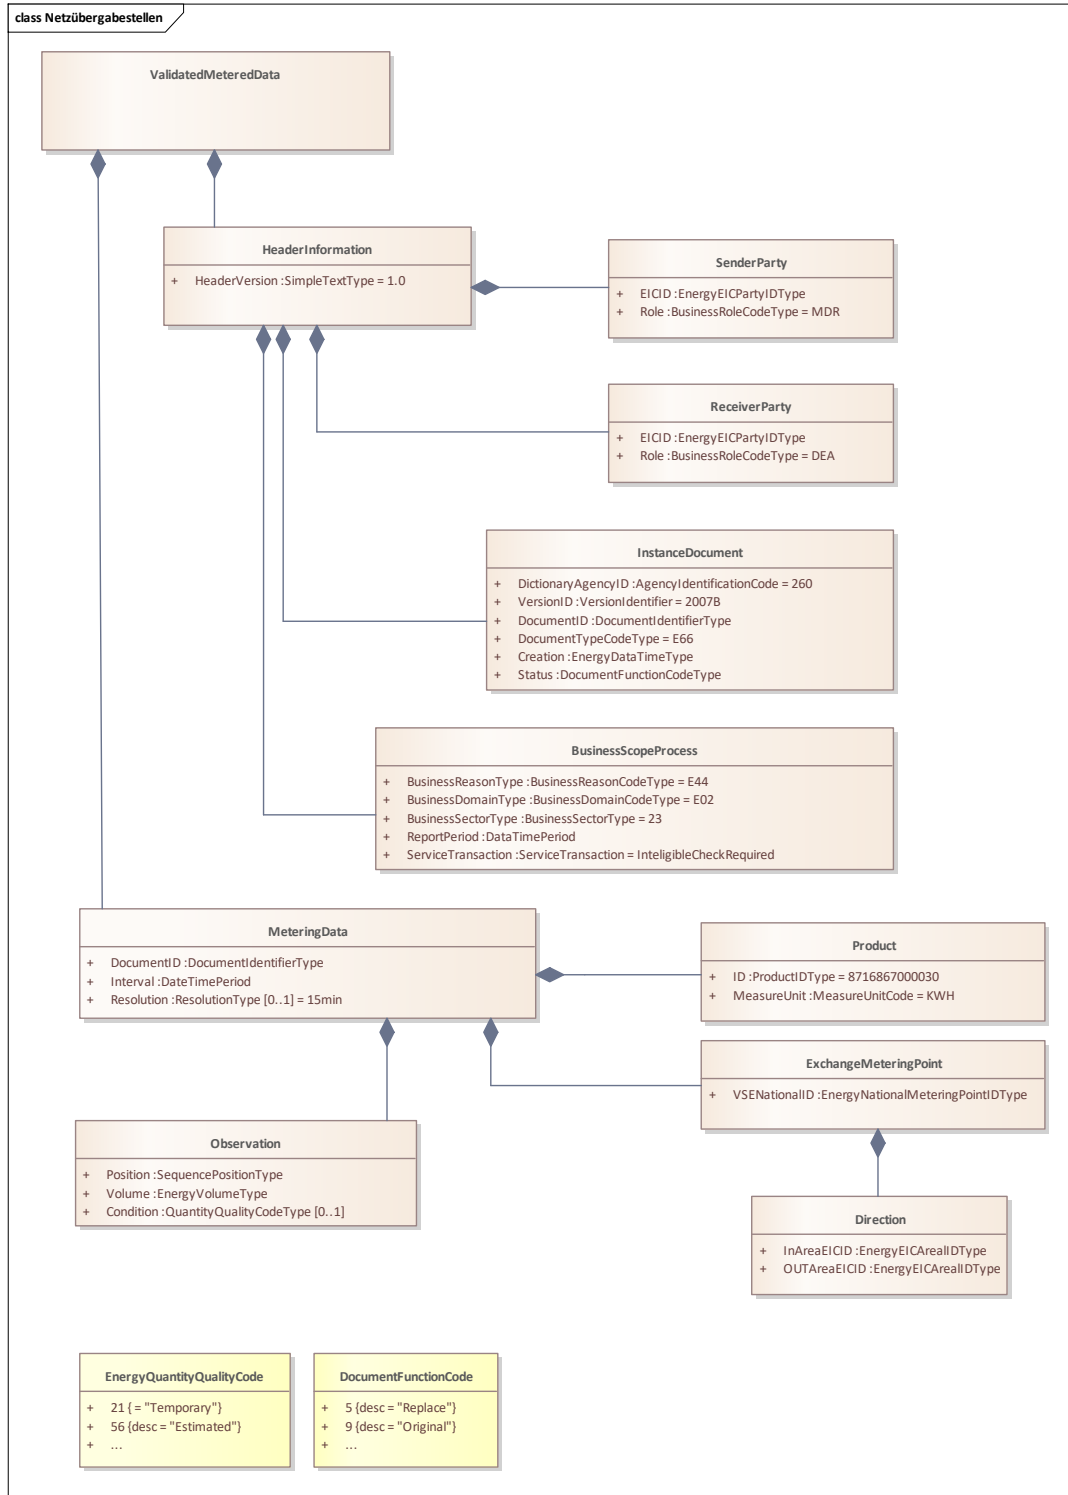 class Netzübergabestellen
ValidatedMeteredData
HeaderInformation
+ HeaderVersion :SimpleTextType = 1.0
SenderParty
+ EICID :EnergyEICPartyIDType
+ Role :BusinessRoleCodeType = MDR
ReceiverParty
+ EICID :EnergyEICPartyIDType
+ Role :BusinessRoleCodeType = DEA
InstanceDocument
+ DictionaryAgencyID :AgencyIdentificationCode = 260
+ VersionID :VersionIdentifier = 2007B
+ DocumentID :DocumentIdentifierType
+ DocumentTypeCodeType = E66
+ Creation :EnergyDataTimeType
+ Status :DocumentFunctionCodeType
BusinessScopeProcess
+ BusinessReasonType :BusinessReasonCodeType = E44
+ BusinessDomainType :BusinessDomainCodeType = E02
+ BusinessSectorType :BusinessSectorType = 23
+ ReportPeriod :DataTimePeriod
+ ServiceTransaction :ServiceTransaction = InteligibleCheckRequired
MeteringData
+ DocumentID :DocumentIdentifierType
+ Interval :DateTimePeriod
+ Resolution :ResolutionType [0..1] = 15min
Product
+ ID :ProductIDType = 8716867000030
+ MeasureUnit :MeasureUnitCode = KWH
ExchangeMeteringPoint
+ VSENationalID :EnergyNationalMeteringPointIDType
Observation
+ Position :SequencePositionType
+ Volume :EnergyVolumeType
+ Condition :QuantityQualityCodeType [0..1]
Direction
+ InAreaEICID :EnergyEICArealIDType
+ OUTAreaEICID :EnergyEICArealIDType
EnergyQuantityQualityCode
+ 21 { = "Temporary"}
+ 56 {desc = "Estimated"}
+ ...
DocumentFunctionCode
+ 5 {desc = "Replace"}
+ 9 {desc = "Original"}
+ ...